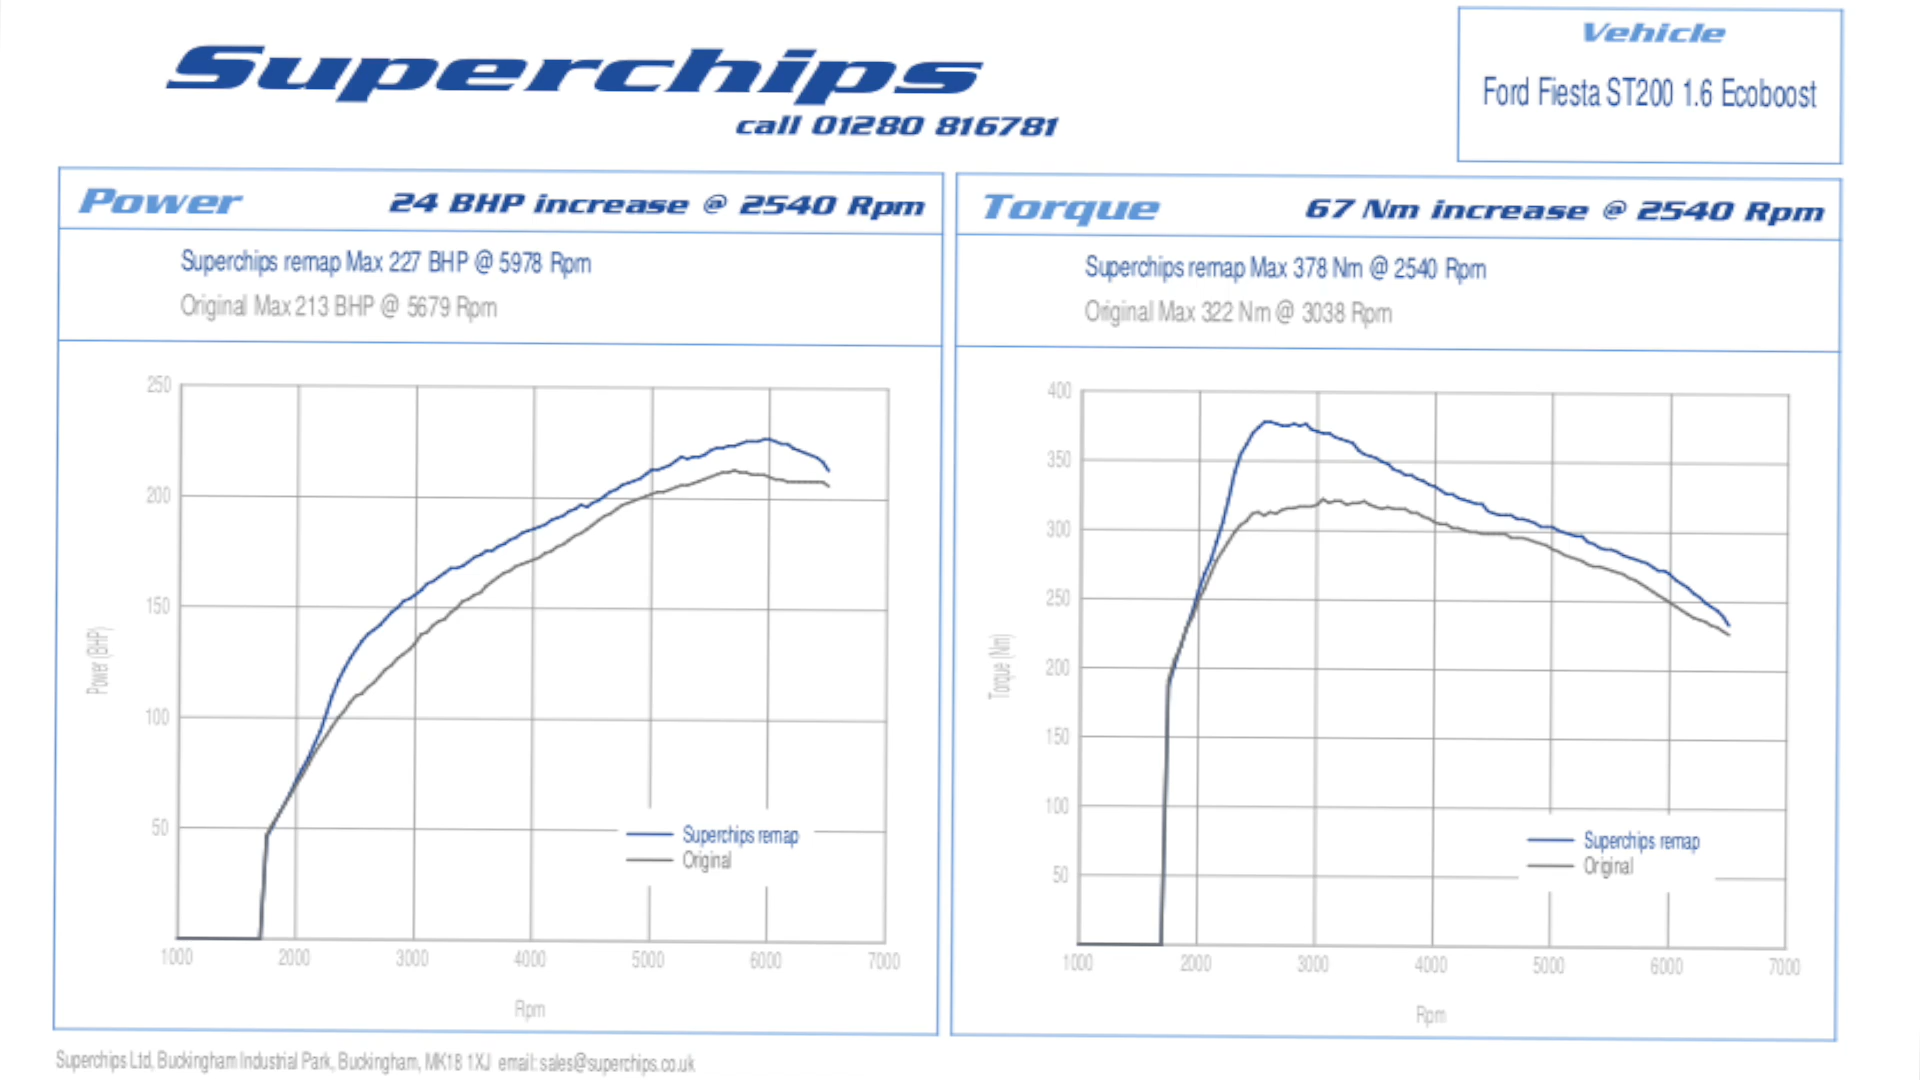 Superchips
call 01280 816781
Vehicle
Ford Fiesta ST200 1.6 Ecoboost
Power
24 BHP increase @ 2540 Rpm
Superchips remap Max 227 BHP @ 5978 Rpm
Original Max 213 BHP @ 5679 Rpm
250
200
150
100
50
Power (BHP)
1000 2000 3000 4000 5000 6000 7000
Rpm
Superchips remap
Original
Torque
67 Nm increase @ 2540 Rpm
Superchips remap Max 378 Nm @ 2540 Rpm
Original Max 322 Nm @ 3038 Rpm
400
350
300
250
200
150
100
50
Torque (Nm)
1000 2000 3000 4000 5000 6000 7000
Rpm
Superchips remap
Original
Superchips Ltd, Buckingham Industrial Park, Buckingham, MK18 1XJ email: sales@superchips.co.uk